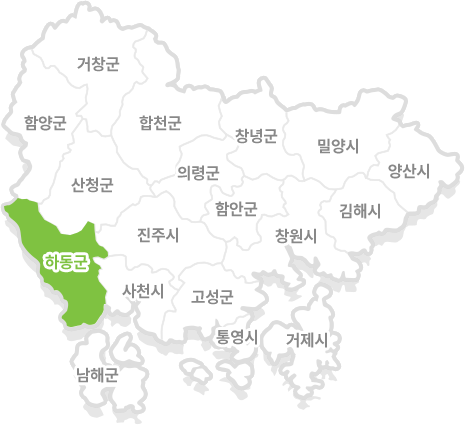 거창군
함양군
합천군
창녕군
밀양시
양산시
산청군
의령군
함안군
김해시
진주시
창원시
하동군
사천시
고성군
통영시
거제시
남해군